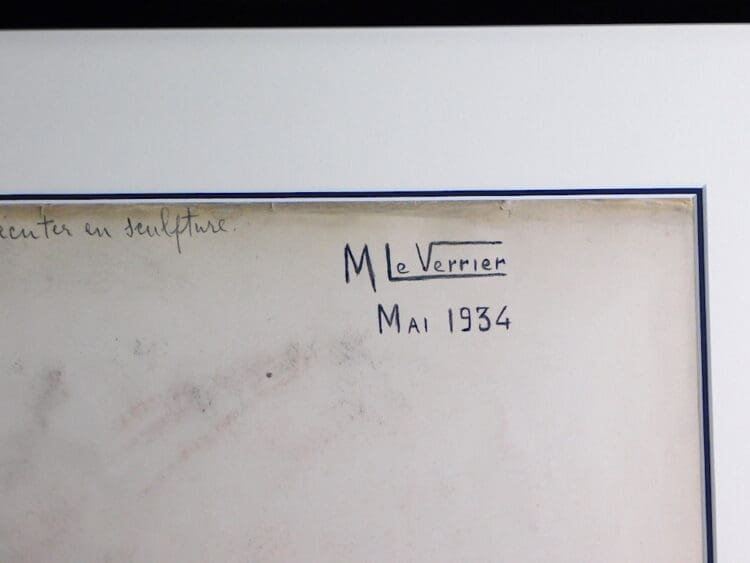 en sculpture.
M Le Verrier
Mai 1934